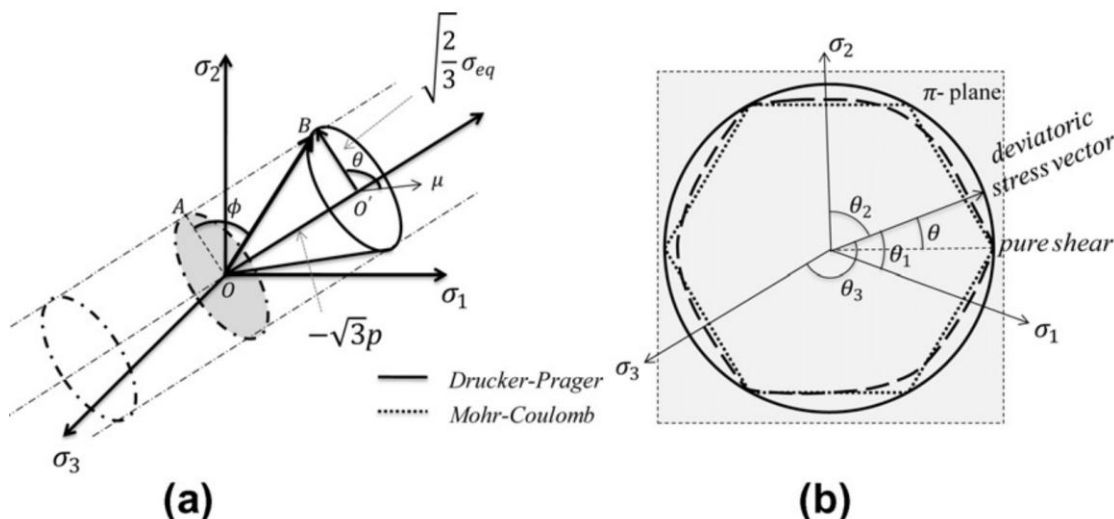 σ₂
√2/3 σ_eq
B
θ
μ
A
ϕ
O′
O
σ₁
−√3p
σ₃
Drucker-Prager
Mohr-Coulomb
(a)
σ₂
π- plane
deviatoric
stress vector
θ₂
θ
pure shear
θ₁
θ₃
σ₁
σ₃
(b)